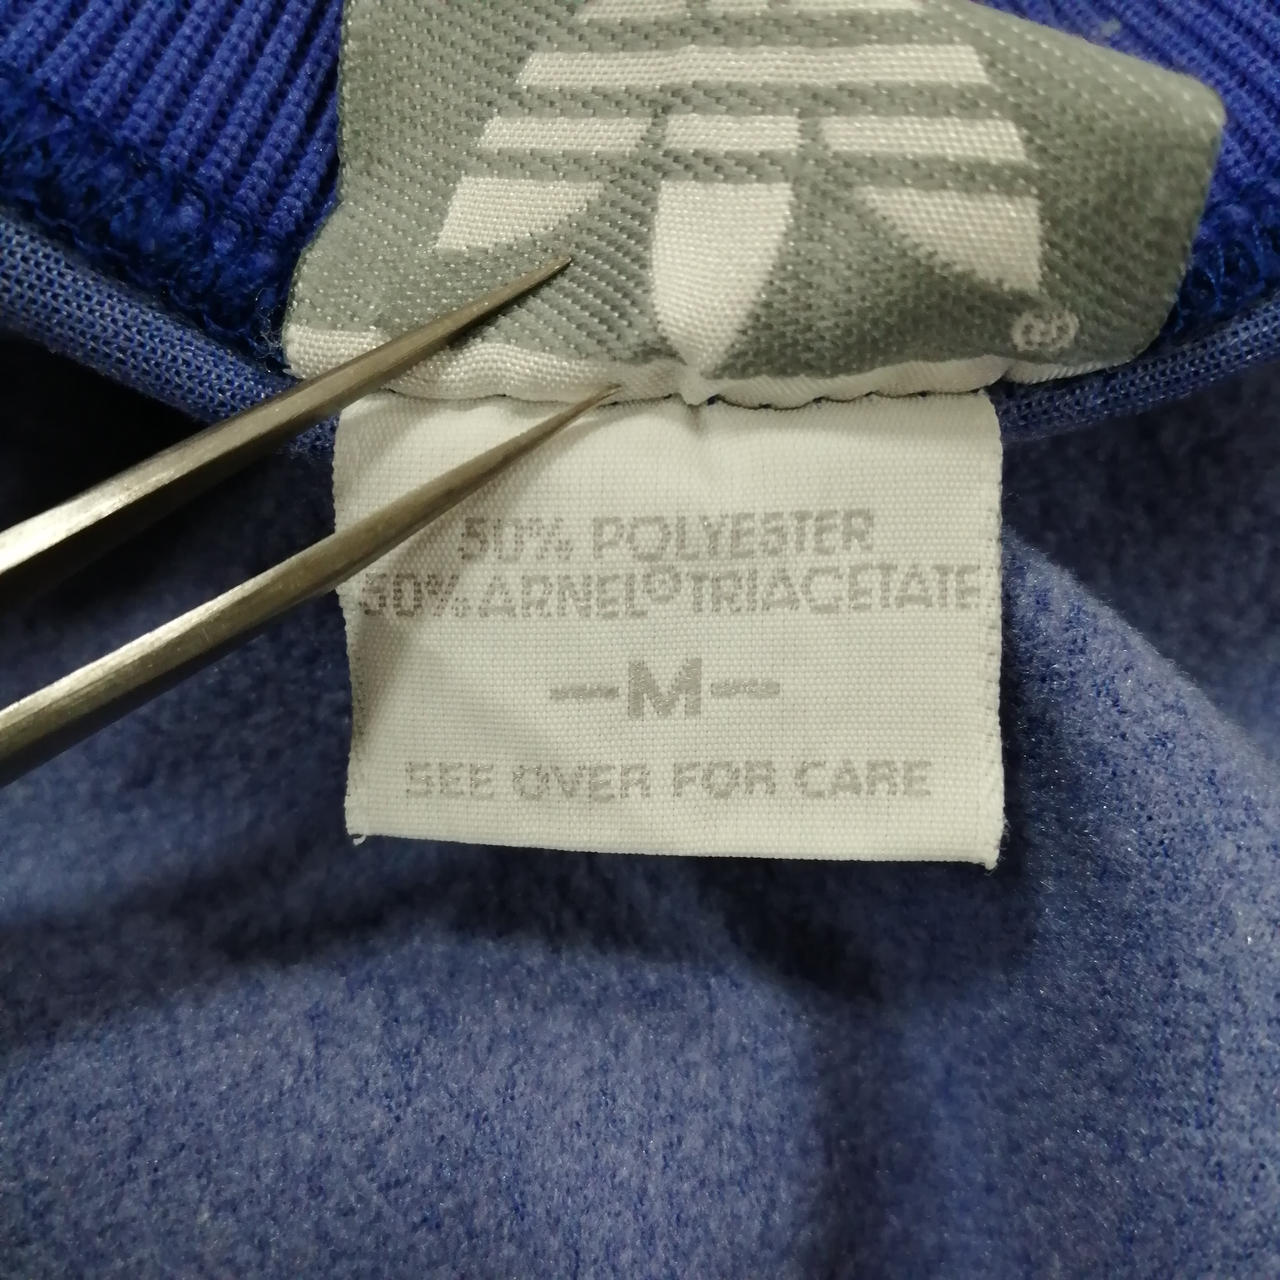 ®
50% POLYESTER
50% ARNEL® TRIACETATE
—M—
SEE OVER FOR CARE